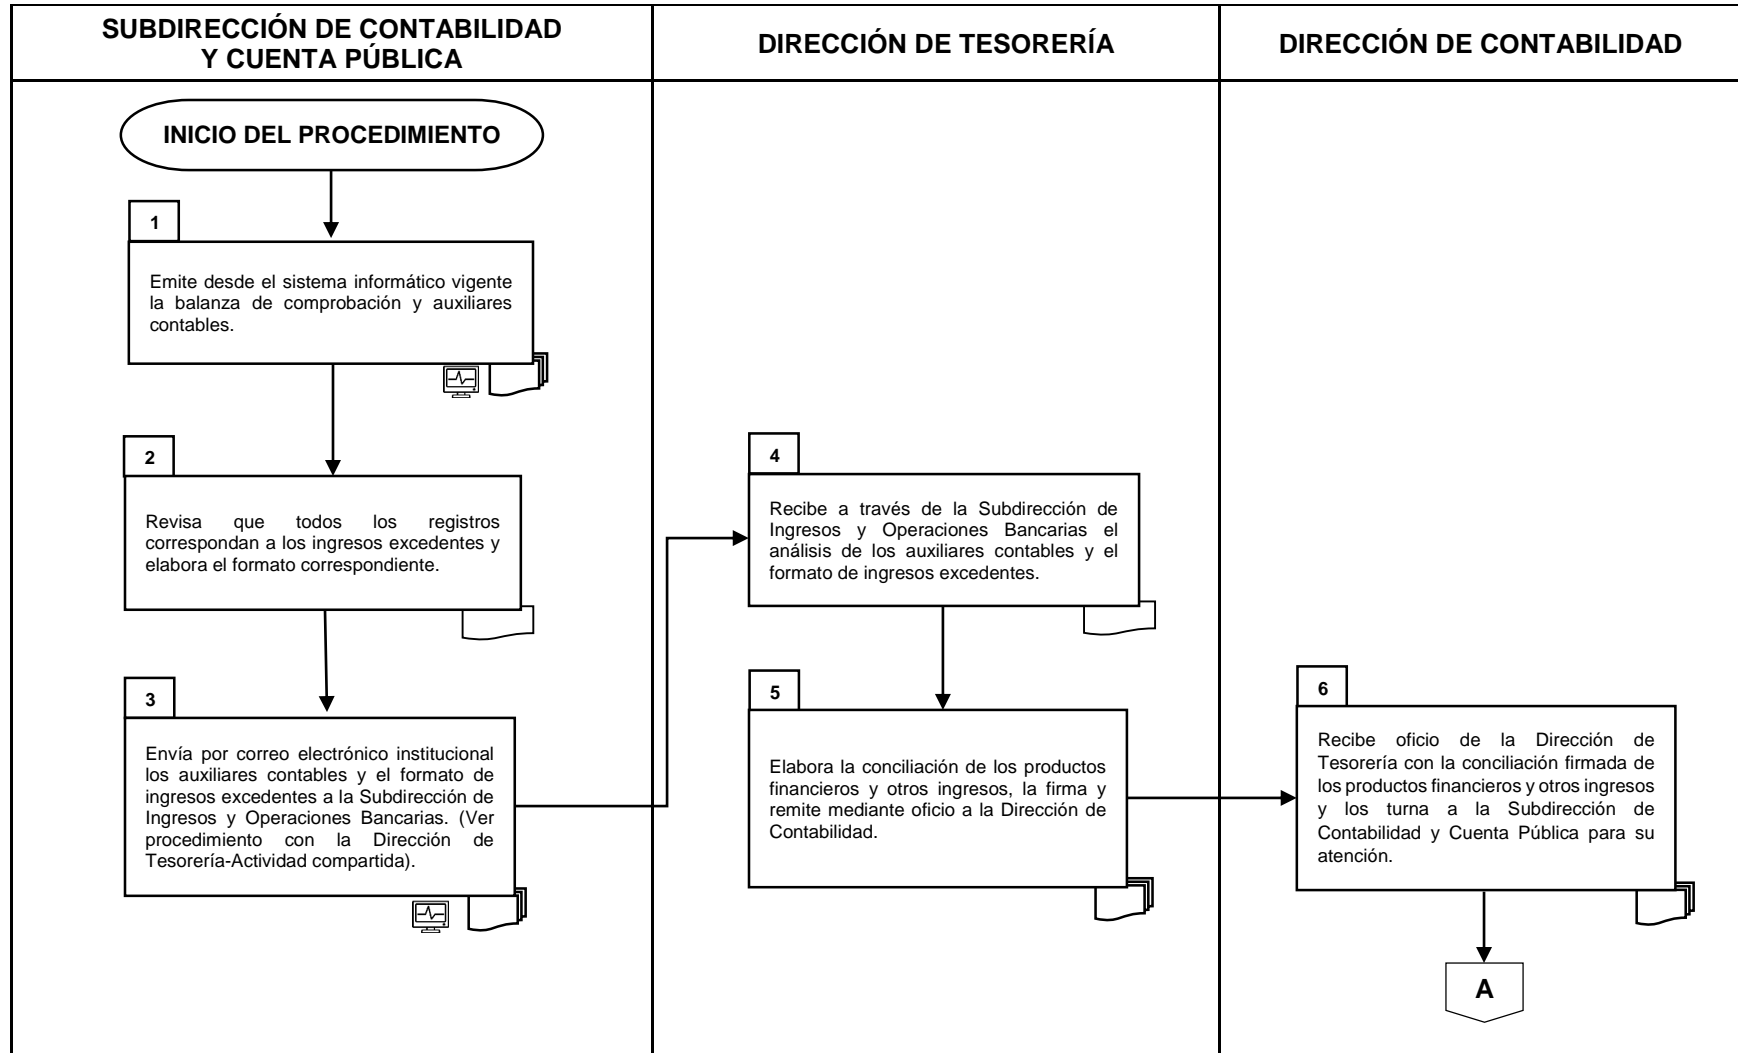 SUBDIRECCIÓN DE CONTABILIDAD
Y CUENTA PÚBLICA
DIRECCIÓN DE TESORERÍA
DIRECCIÓN DE CONTABILIDAD
INICIO DEL PROCEDIMIENTO
1
Emite desde el sistema informático vigente
la balanza de comprobación y auxiliares
contables.
2
Revisa que todos los registros
correspondan a los ingresos excedentes y
elabora el formato correspondiente.
3
Envía por correo electrónico institucional
los auxiliares contables y el formato de
ingresos excedentes a la Subdirección de
Ingresos y Operaciones Bancarias. (Ver
procedimiento con la Dirección de
Tesorería-Actividad compartida).
4
Recibe a través de la Subdirección de
Ingresos y Operaciones Bancarias el
análisis de los auxiliares contables y el
formato de ingresos excedentes.
5
Elabora la conciliación de los productos
financieros y otros ingresos, la firma y
remite mediante oficio a la Dirección de
Contabilidad.
6
Recibe oficio de la Dirección de
Tesorería con la conciliación firmada de
los productos financieros y otros ingresos
y los turna a la Subdirección de
Contabilidad y Cuenta Pública para su
atención.
A